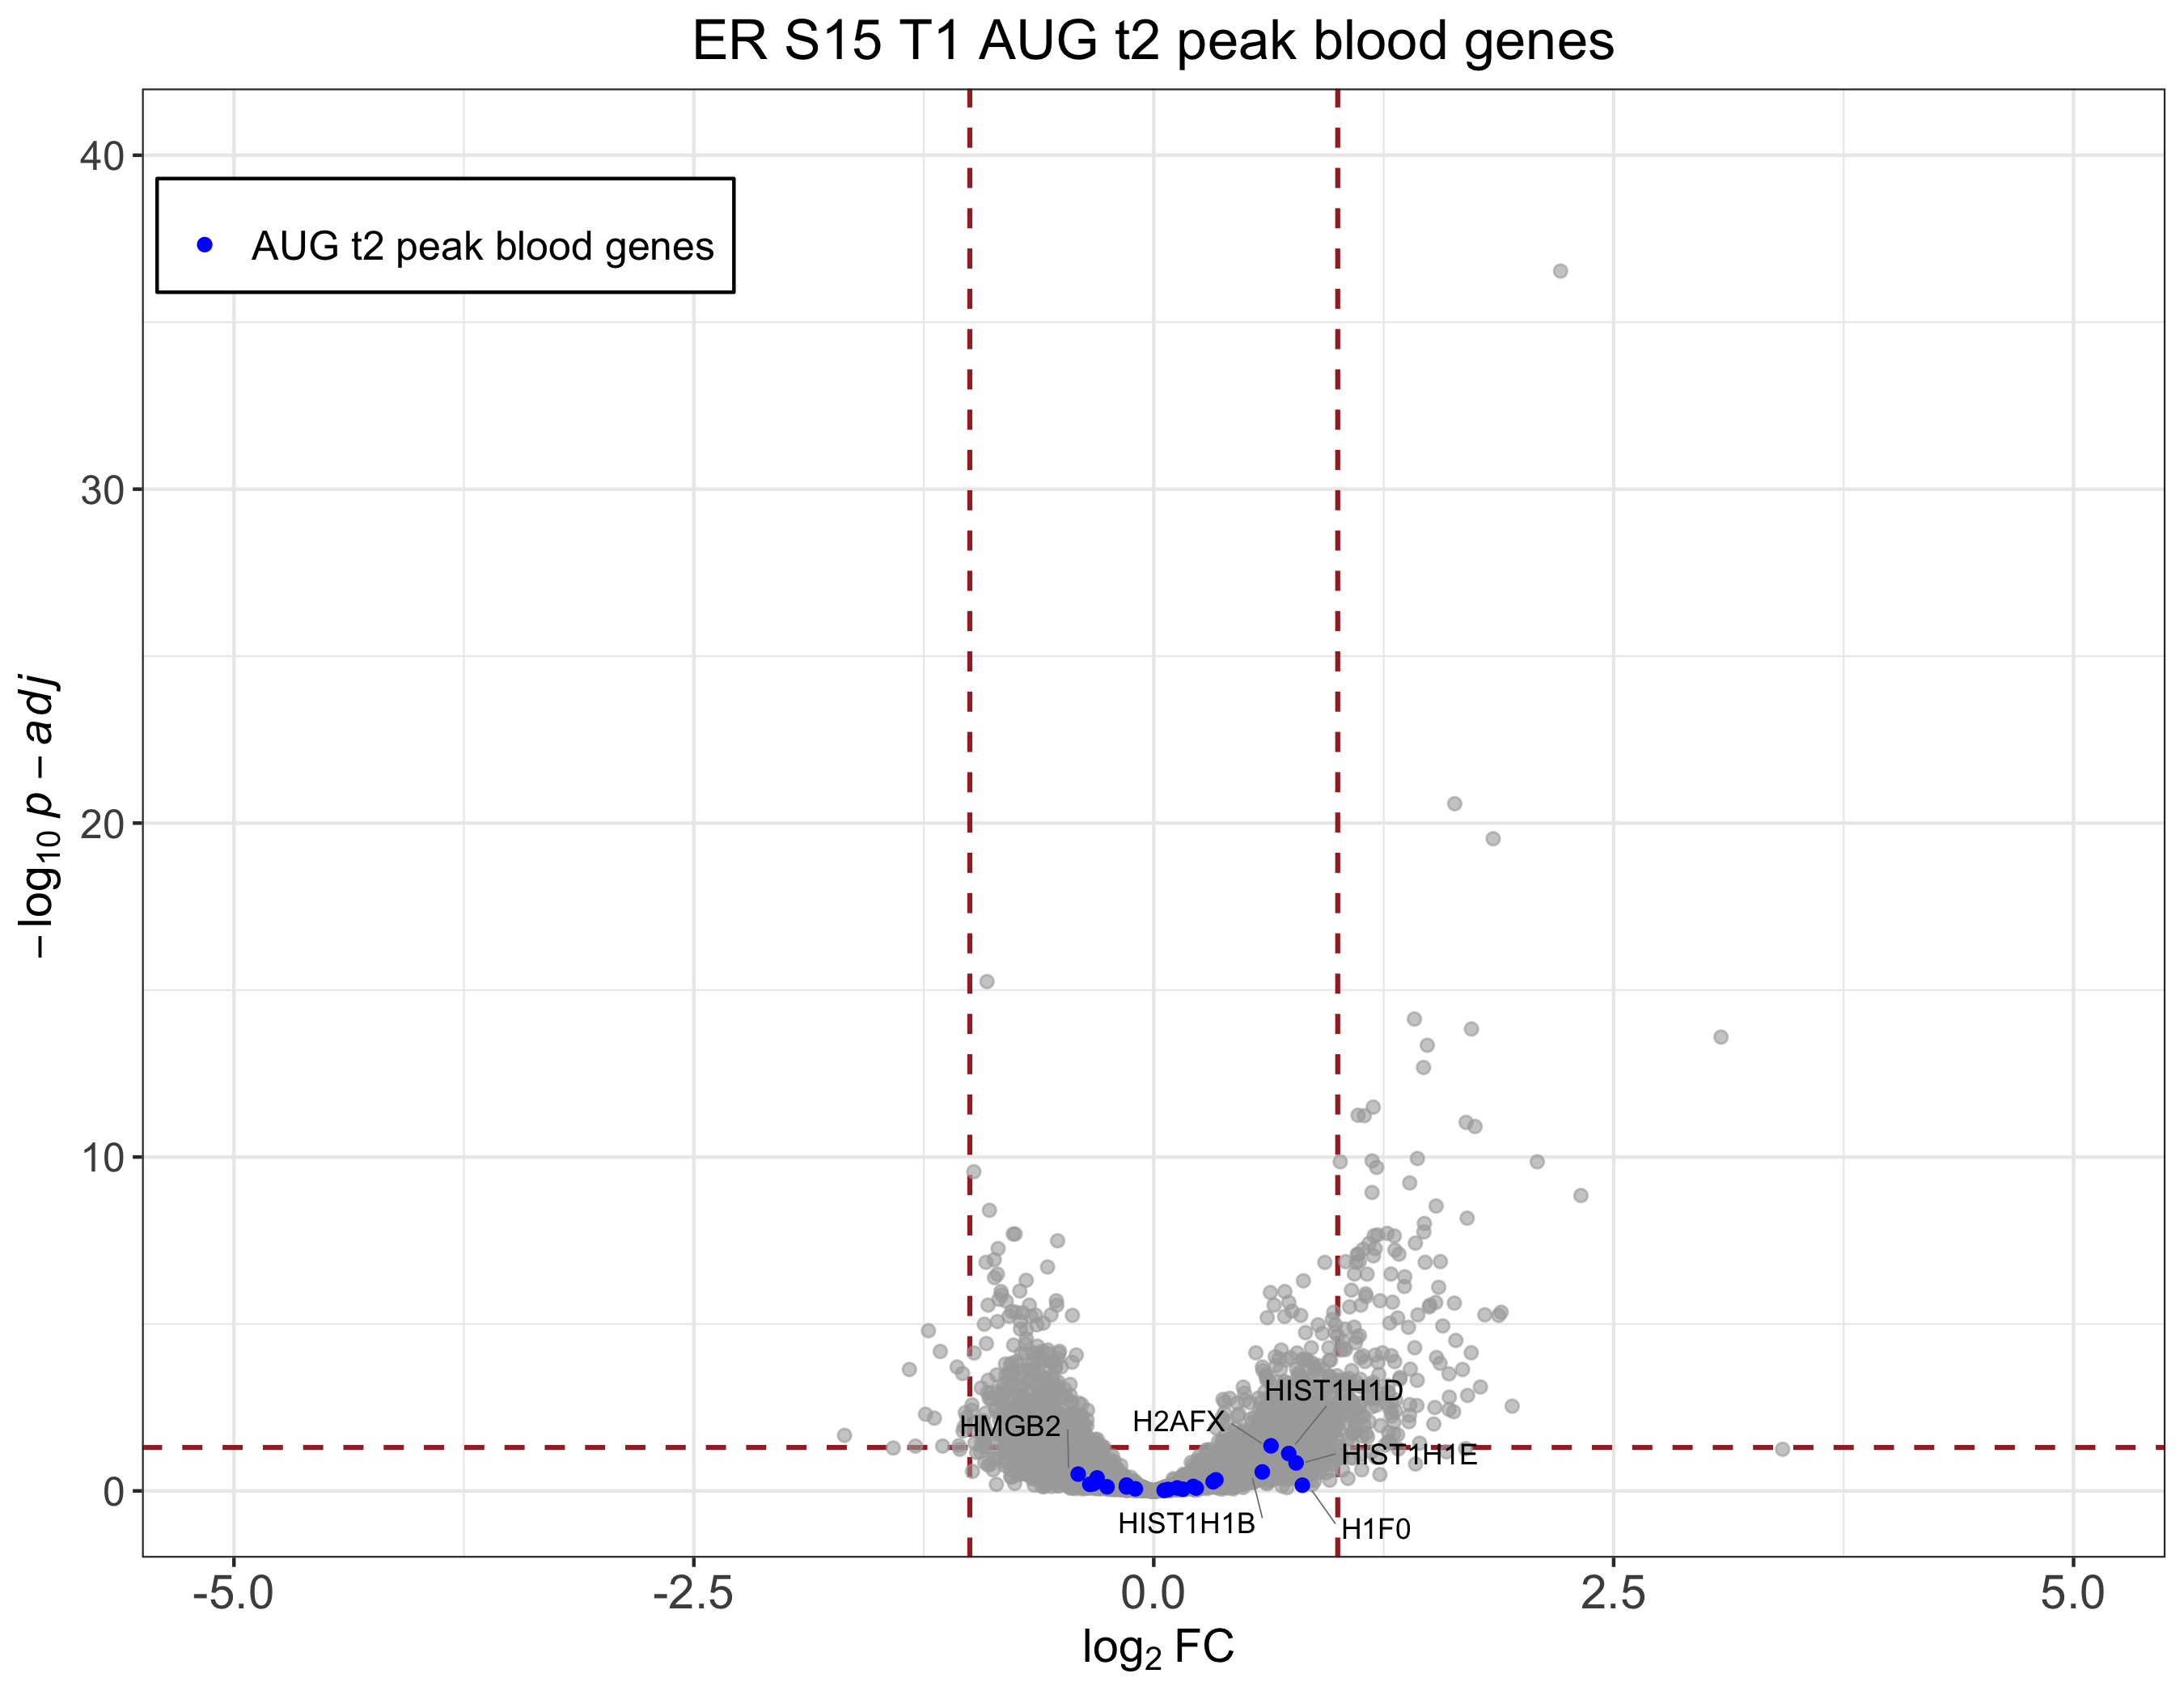 ER S15 T1 AUG t2 peak blood genes
40
AUG t2 peak blood genes
30
20
10
0
−log10 p − adj
HIST1H1D
HMGB2
H2AFX
HIST1H1E
HIST1H1B
H1F0
-5.0
-2.5
0.0
2.5
5.0
log2 FC